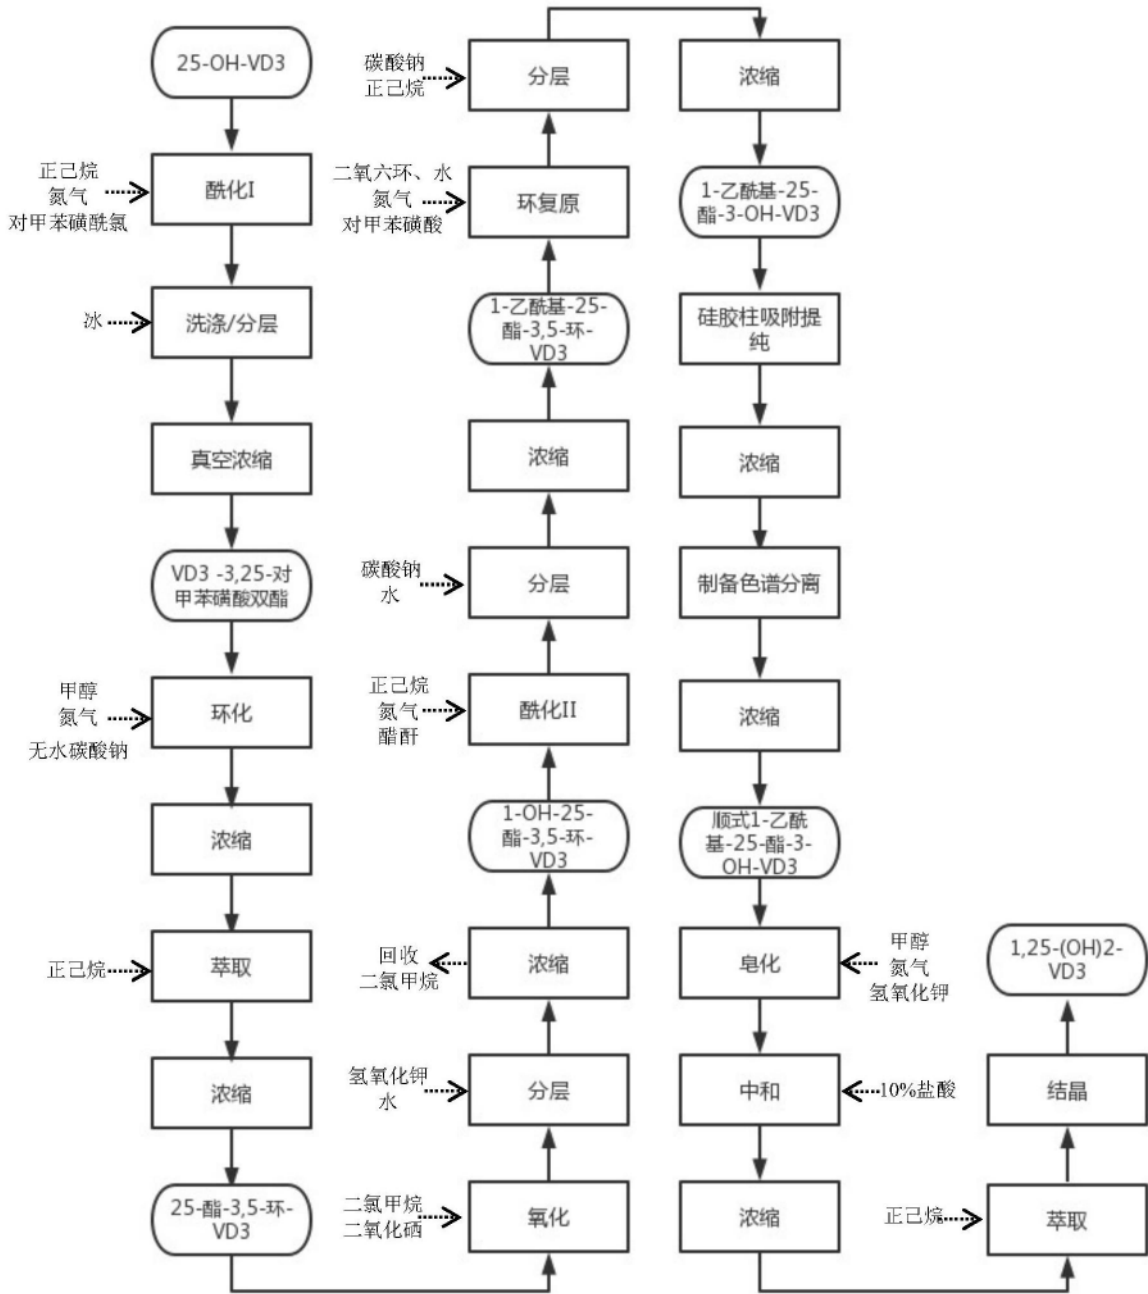 25-OH-VD3
正己烷
氮气
对甲苯磺酰氯
酰化I
冰
洗涤/分层
真空浓缩
VD3 -3,25-对
甲苯磺酸双酯
甲醇
氮气
无水碳酸钠
环化
浓缩
正己烷
萃取
浓缩
25-酯-3,5-环-
VD3
二氯甲烷
二氧化硒
氧化
氢氧化钾
水
分层
回收
二氯甲烷
浓缩
1-OH-25-
酯-3,5-环-
VD3
正己烷
氮气
醋酐
酰化II
碳酸钠
水
分层
浓缩
1-乙酰基-25-
酯-3,5-环-
VD3
二氧六环、水
氮气
对甲苯磺酸
环复原
碳酸钠
正己烷
分层
浓缩
1-乙酰基-25-
酯-3-OH-VD3
硅胶柱吸附提
纯
浓缩
制备色谱分离
浓缩
顺式1-乙酰
基-25-酯-3-
OH-VD3
皂化
甲醇
氮气
氢氧化钾
中和
10%盐酸
浓缩
正己烷
萃取
结晶
1,25-(OH)2-
VD3